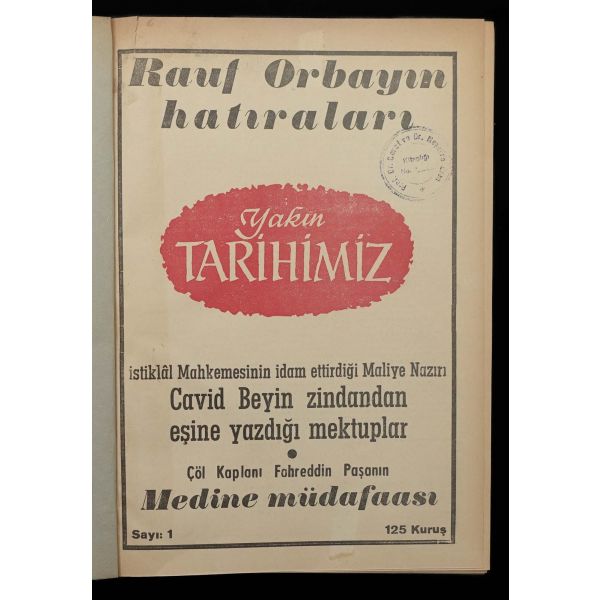 Rauf Orbayın
hatıraları
Yakın
TARİHİMİZ
istiklâl Mahkemesinin idam ettirdiği Maliye Nazırı
Cavid Beyin zindandan
eşine yazdığı mektuplar
Çöl Kaplanı Fahreddin Paşanın
Medine müdafaası
Sayı: 1
125 Kuruş